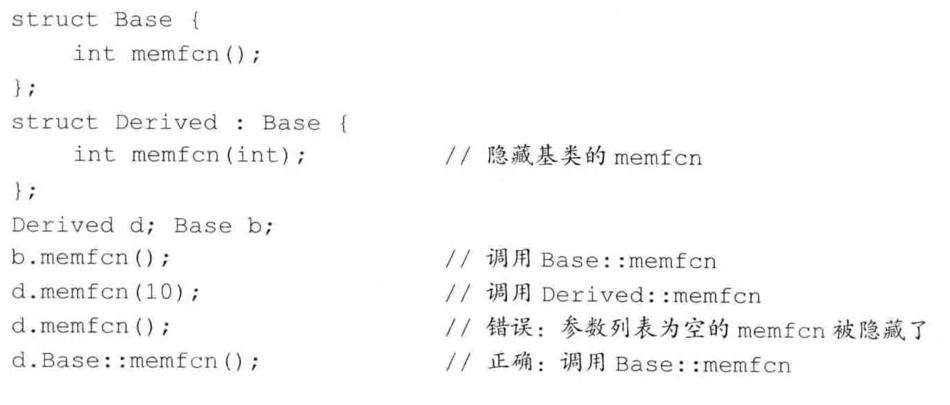 struct Base {
    int memfcn();
};
struct Derived : Base {
    int memfcn(int);            // 隐藏基类的 memfcn
};
Derived d; Base b;
b.memfcn();                     // 调用 Base::memfcn
d.memfcn(10);                   // 调用 Derived::memfcn
d.memfcn();                     // 错误：参数列表为空的 memfcn 被隐藏了
d.Base::memfcn();               // 正确：调用 Base::memfcn